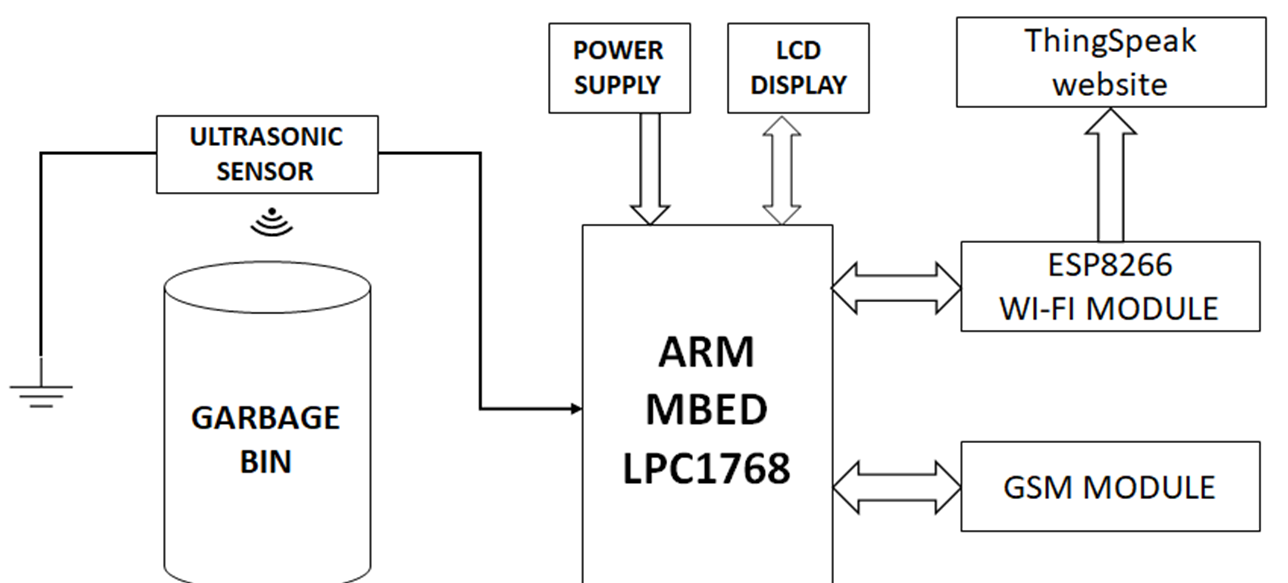 POWER
SUPPLY
LCD
DISPLAY
ThingSpeak
website
ULTRASONIC
SENSOR
ESP8266
WI-FI MODULE
ARM
MBED
LPC1768
GARBAGE
BIN
GSM MODULE